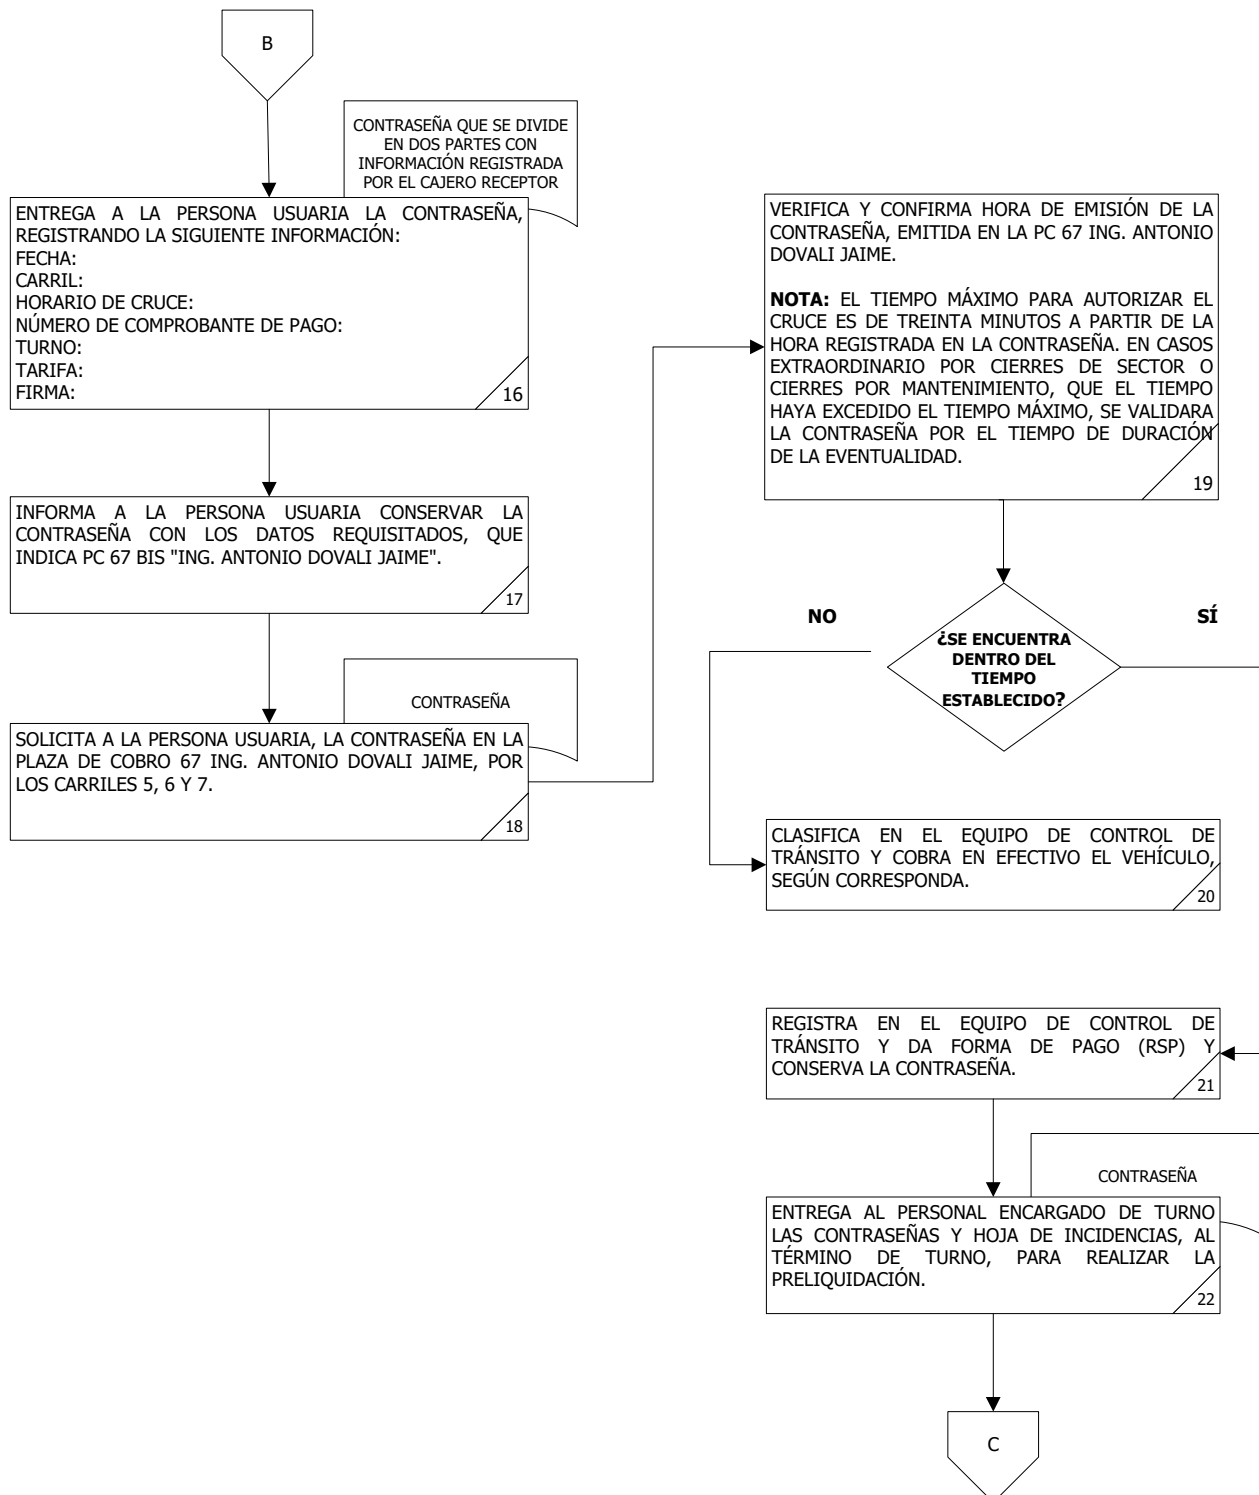 B
CONTRASEÑA QUE SE DIVIDE
EN DOS PARTES CON
INFORMACIÓN REGISTRADA
POR EL CAJERO RECEPTOR
ENTREGA A LA PERSONA USUARIA LA CONTRASEÑA,
REGISTRANDO LA SIGUIENTE INFORMACIÓN:
FECHA:
CARRIL:
HORARIO DE CRUCE:
NÚMERO DE COMPROBANTE DE PAGO:
TURNO:
TARIFA:
FIRMA:
16
INFORMA A LA PERSONA USUARIA CONSERVAR LA
CONTRASEÑA CON LOS DATOS REQUISITADOS, QUE
INDICA PC 67 BIS "ING. ANTONIO DOVALI JAIME".
17
CONTRASEÑA
SOLICITA A LA PERSONA USUARIA, LA CONTRASEÑA EN LA
PLAZA DE COBRO 67 ING. ANTONIO DOVALI JAIME, POR
LOS CARRILES 5, 6 Y 7.
18
VERIFICA Y CONFIRMA HORA DE EMISIÓN DE LA
CONTRASEÑA, EMITIDA EN LA PC 67 ING. ANTONIO
DOVALI JAIME.
NOTA: EL TIEMPO MÁXIMO PARA AUTORIZAR EL
CRUCE ES DE TREINTA MINUTOS A PARTIR DE LA
HORA REGISTRADA EN LA CONTRASEÑA. EN CASOS
EXTRAORDINARIO POR CIERRES DE SECTOR O
CIERRES POR MANTENIMIENTO, QUE EL TIEMPO
HAYA EXCEDIDO EL TIEMPO MÁXIMO, SE VALIDARA
LA CONTRASEÑA POR EL TIEMPO DE DURACIÓN
DE LA EVENTUALIDAD.
19
NO
SÍ
¿SE ENCUENTRA
DENTRO DEL
TIEMPO
ESTABLECIDO?
CLASIFICA EN EL EQUIPO DE CONTROL DE
TRÁNSITO Y COBRA EN EFECTIVO EL VEHÍCULO,
SEGÚN CORRESPONDA.
20
REGISTRA EN EL EQUIPO DE CONTROL DE
TRÁNSITO Y DA FORMA DE PAGO (RSP) Y
CONSERVA LA CONTRASEÑA.
21
CONTRASEÑA
ENTREGA AL PERSONAL ENCARGADO DE TURNO
LAS CONTRASEÑAS Y HOJA DE INCIDENCIAS, AL
TÉRMINO DE TURNO, PARA REALIZAR LA
PRELIQUIDACIÓN.
22
C